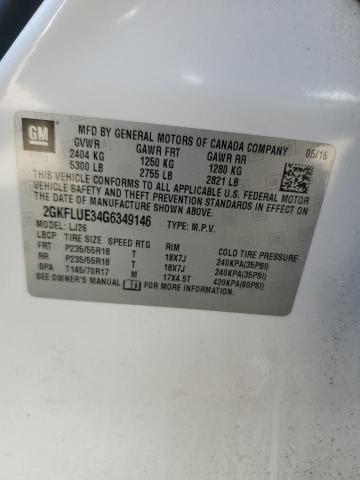 GM
MFD BY GENERAL MOTORS OF CANADA COMPANY
GVWR GAWR FRT GAWR RR 05/16
2404 KG 1250 KG 1280 KG
5300 LB 2755 LB 2821 LB
THIS VEHICLE CONFORMS TO ALL APPLICABLE U.S. FEDERAL MOTOR
VEHICLE SAFETY, BUMPER, AND THEFT PREVENTION STANDARDS IN EFFECT ON
THE DATE OF MANUFACTURE SHOWN ABOVE.
2GKFLUE34G6349146 TYPE: M.P.V.
MODEL: LJ26
LBCP TIRE SIZE SPEED RTG RIM COLD TIRE PRESSURE
FRT P235/55R18 T 18X7J 240KPA(35PSI)
RR P235/55R18 T 18X7J 240KPA(35PSI)
SPA T145/70R17 M 17X4.5T 420KPA(60PSI)
SEE OWNER'S MANUAL FOR MORE INFORMATION.